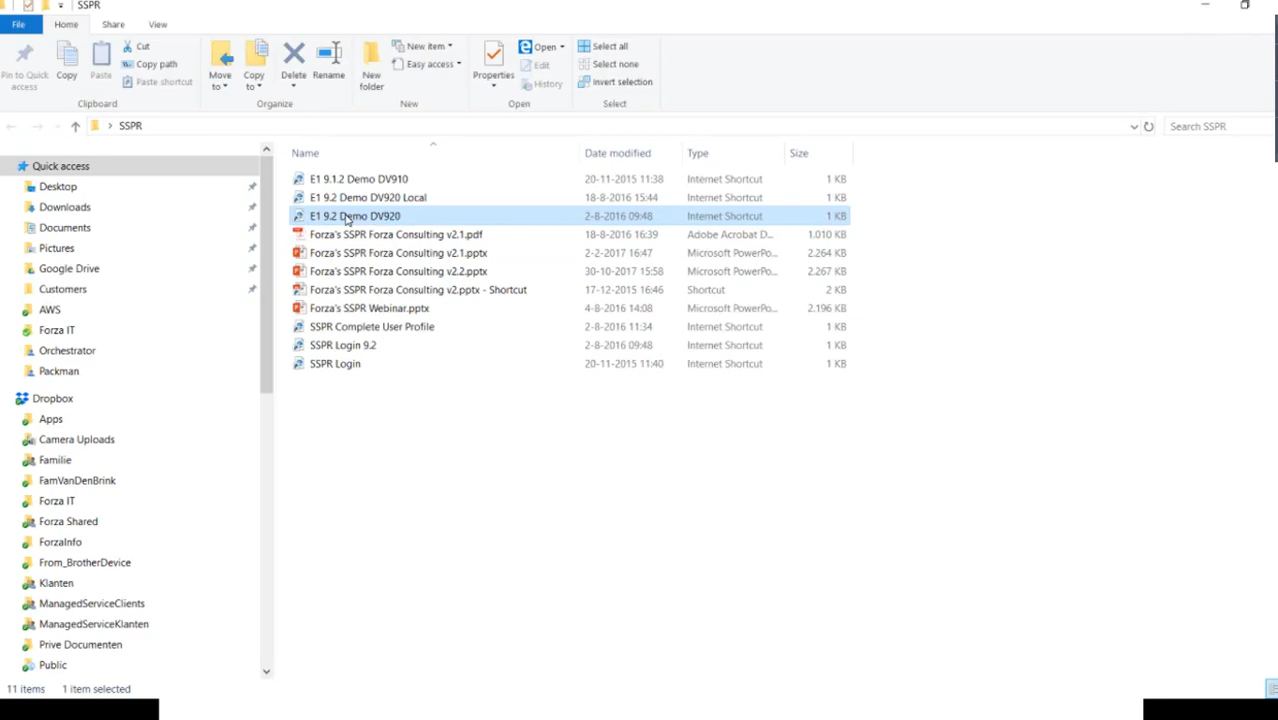 SSPR
File Home Share View
Pin to Quick access
Copy
Paste
Cut
Copy path
Paste shortcut
Clipboard
Move to
Copy to
Delete
Rename
Organize
New folder
New item
Easy access
New
Properties
Open
Edit
History
Open
Select all
Select none
Invert selection
Select
SSPR
Search SSPR
Name Date modified Type Size
E1 9.1.2 Demo DV910 20-11-2015 11:38 Internet Shortcut 1 KB
E1 9.2 Demo DV920 Local 18-8-2016 15:44 Internet Shortcut 1 KB
E1 9.2 Demo DV920 2-8-2016 09:48 Internet Shortcut 1 KB
Forza's SSPR Forza Consulting v2.1.pdf 18-8-2016 16:39 Adobe Acrobat D... 1.010 KB
Forza's SSPR Forza Consulting v2.1.pptx 2-2-2017 16:47 Microsoft PowerPo... 2.264 KB
Forza's SSPR Forza Consulting v2.2.pptx 30-10-2017 15:58 Microsoft PowerPo... 2.267 KB
Forza's SSPR Forza Consulting v2.pptx - Shortcut 17-12-2015 16:46 Shortcut 2 KB
Forza's SSPR Webinar.pptx 4-8-2016 14:08 Microsoft PowerPo... 2.196 KB
SSPR Complete User Profile 2-8-2016 11:34 Internet Shortcut 1 KB
SSPR Login 9.2 2-8-2016 09:48 Internet Shortcut 1 KB
SSPR Login 20-11-2015 11:40 Internet Shortcut 1 KB
Quick access
Desktop
Downloads
Documents
Pictures
Google Drive
Customers
AWS
Forza IT
Orchestrator
Packman
Dropbox
Apps
Camera Uploads
Familie
FamVanDenBrink
Forza IT
Forza Shared
ForzaInfo
From_BrotherDevice
Klanten
ManagedServiceClients
ManagedServiceKlanten
Prive Documenten
Public
11 items 1 item selected